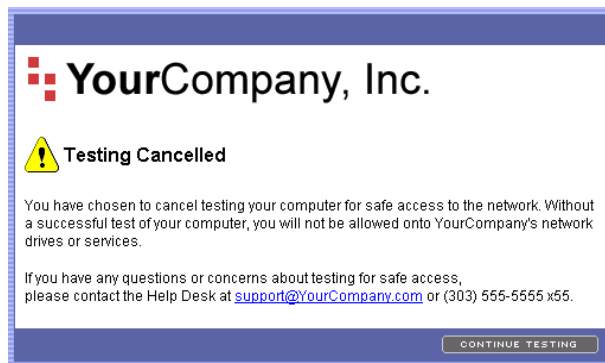 YourCompany, Inc.
Testing Cancelled
You have chosen to cancel testing your computer for safe access to the network. Without
a successful test of your computer, you will not be allowed onto YourCompany's network
drives or services.
If you have any questions or concerns about testing for safe access,
please contact the Help Desk at support@YourCompany.com or (303) 555-5555 x55.
CONTINUE TESTING